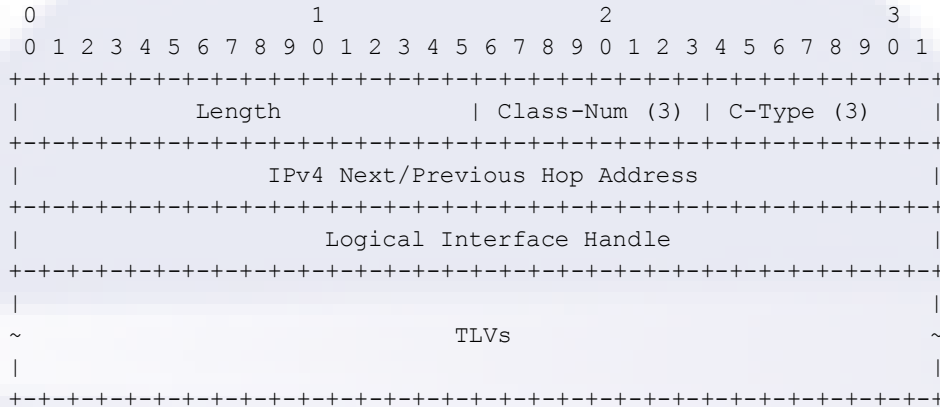 0                   1                   2                   3
 0 1 2 3 4 5 6 7 8 9 0 1 2 3 4 5 6 7 8 9 0 1 2 3 4 5 6 7 8 9 0 1
+-+-+-+-+-+-+-+-+-+-+-+-+-+-+-+-+-+-+-+-+-+-+-+-+-+-+-+-+-+-+-+-+
|            Length             | Class-Num (3) | C-Type (3)    |
+-+-+-+-+-+-+-+-+-+-+-+-+-+-+-+-+-+-+-+-+-+-+-+-+-+-+-+-+-+-+-+-+
|                 IPv4 Next/Previous Hop Address                |
+-+-+-+-+-+-+-+-+-+-+-+-+-+-+-+-+-+-+-+-+-+-+-+-+-+-+-+-+-+-+-+-+
|                     Logical Interface Handle                  |
+-+-+-+-+-+-+-+-+-+-+-+-+-+-+-+-+-+-+-+-+-+-+-+-+-+-+-+-+-+-+-+-+
|                                                               |
~                              TLVs                             ~
|                                                               |
+-+-+-+-+-+-+-+-+-+-+-+-+-+-+-+-+-+-+-+-+-+-+-+-+-+-+-+-+-+-+-+-+